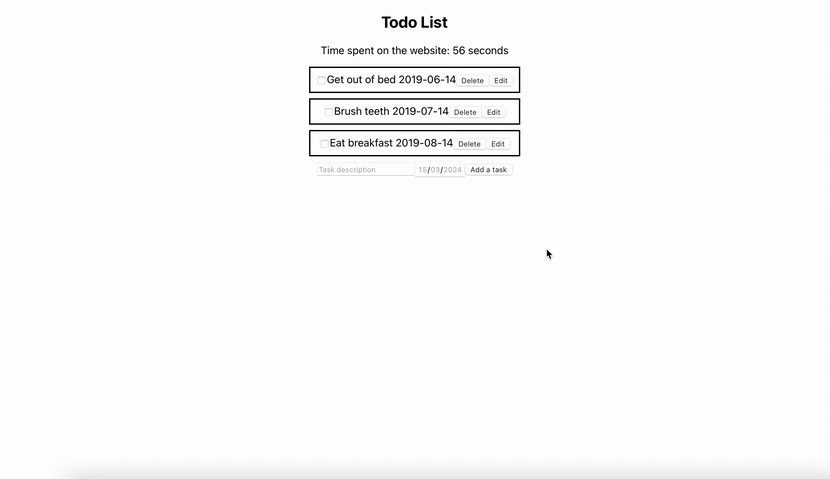 Todo List
Time spent on the website: 56 seconds
Get out of bed 2019-06-14 Delete Edit
Brush teeth 2019-07-14 Delete Edit
Eat breakfast 2019-08-14 Delete Edit
Task description 15/03/2024 Add a task